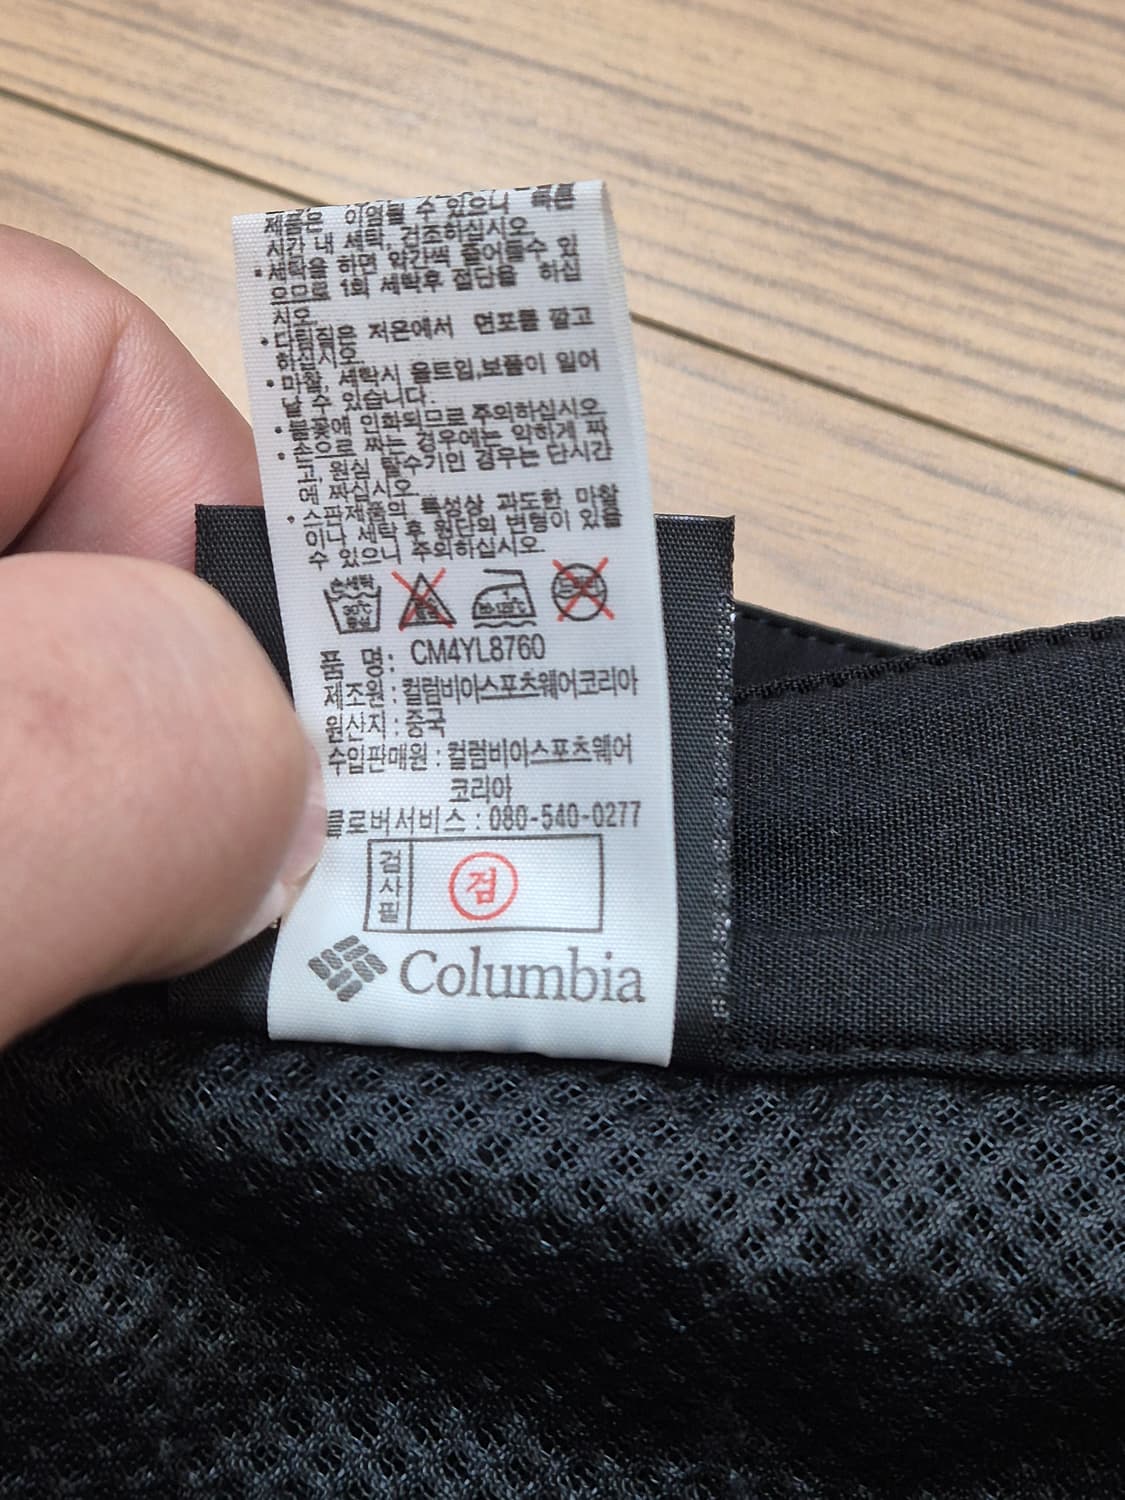 제품은 이염될 수 있으니 빠른
시간 내 세탁, 건조하십시오.
• 세탁을 하면 약간색 줄어들수 있
으므로 1회 세탁후 절단을 하십
시오.
• 다림질은 저온에서 면포를 깔고
하십시오.
• 마찰, 세탁시 올트임,보풀이 일어
날 수 있습니다.
• 불꽃에 약하므로 주의하십시오.
• 손으로 짜는 경우에는 약하게 짜
고, 원심 탈수기인 경우는 단시간
에 짜십시오.
• 스판제품의 특성상 과도한 마찰
이나 세탁 후 원단의 변형이 있을
수 있으니 주의하십시오.
손세탁
드라이
품 명 : CM4YL8760
제조원 : 컬럼비아스포츠웨어코리아
원산지 : 중국
수입판매원 : 컬럼비아스포츠웨어
코리아
클로버서비스 : 080-540-0277
검사필 검
Columbia